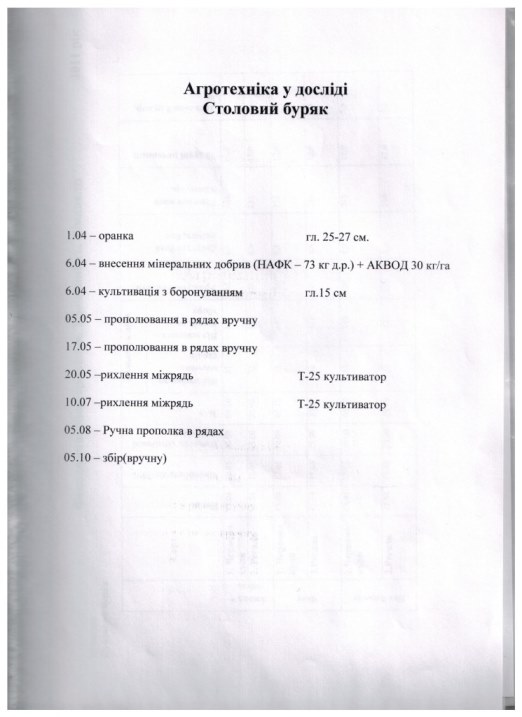 Агротехніка у досліді
Столовий буряк
1.04 – оранка гл. 25-27 см.
6.04 – внесення мінеральних добрив (НАФК – 73 кг д.р.) + АКВОД 30 кг/га
6.04 – культивація з боронуванням гл.15 см
05.05 – прополювання в рядах вручну
17.05 – прополювання в рядах вручну
20.05 –рихлення міжрядь Т-25 культиватор
10.07 –рихлення міжрядь Т-25 культиватор
05.08 – Ручна прополка в рядах
05.10 – збір(вручну)